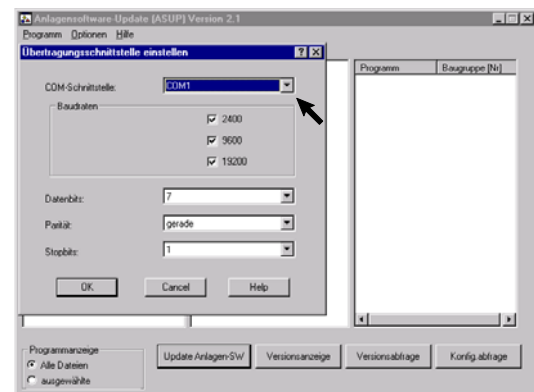 Anlagensoftware-Update (ASUP) Version 2.1
Programm Optionen Hilfe
Übertragungsschnittstelle einstellen
Programm Baugruppe [Nr]
COM-Schnittstelle: COM1
Baudraten
2400
9600
19200
Datenbits: 7
Parität: gerade
Stopbits: 1
OK Cancel Help
Programmanzeige
Alle Dateien
ausgewählte
Update Anlagen-SW Versionsanzeige Versionsabfrage Konfig.abfrage